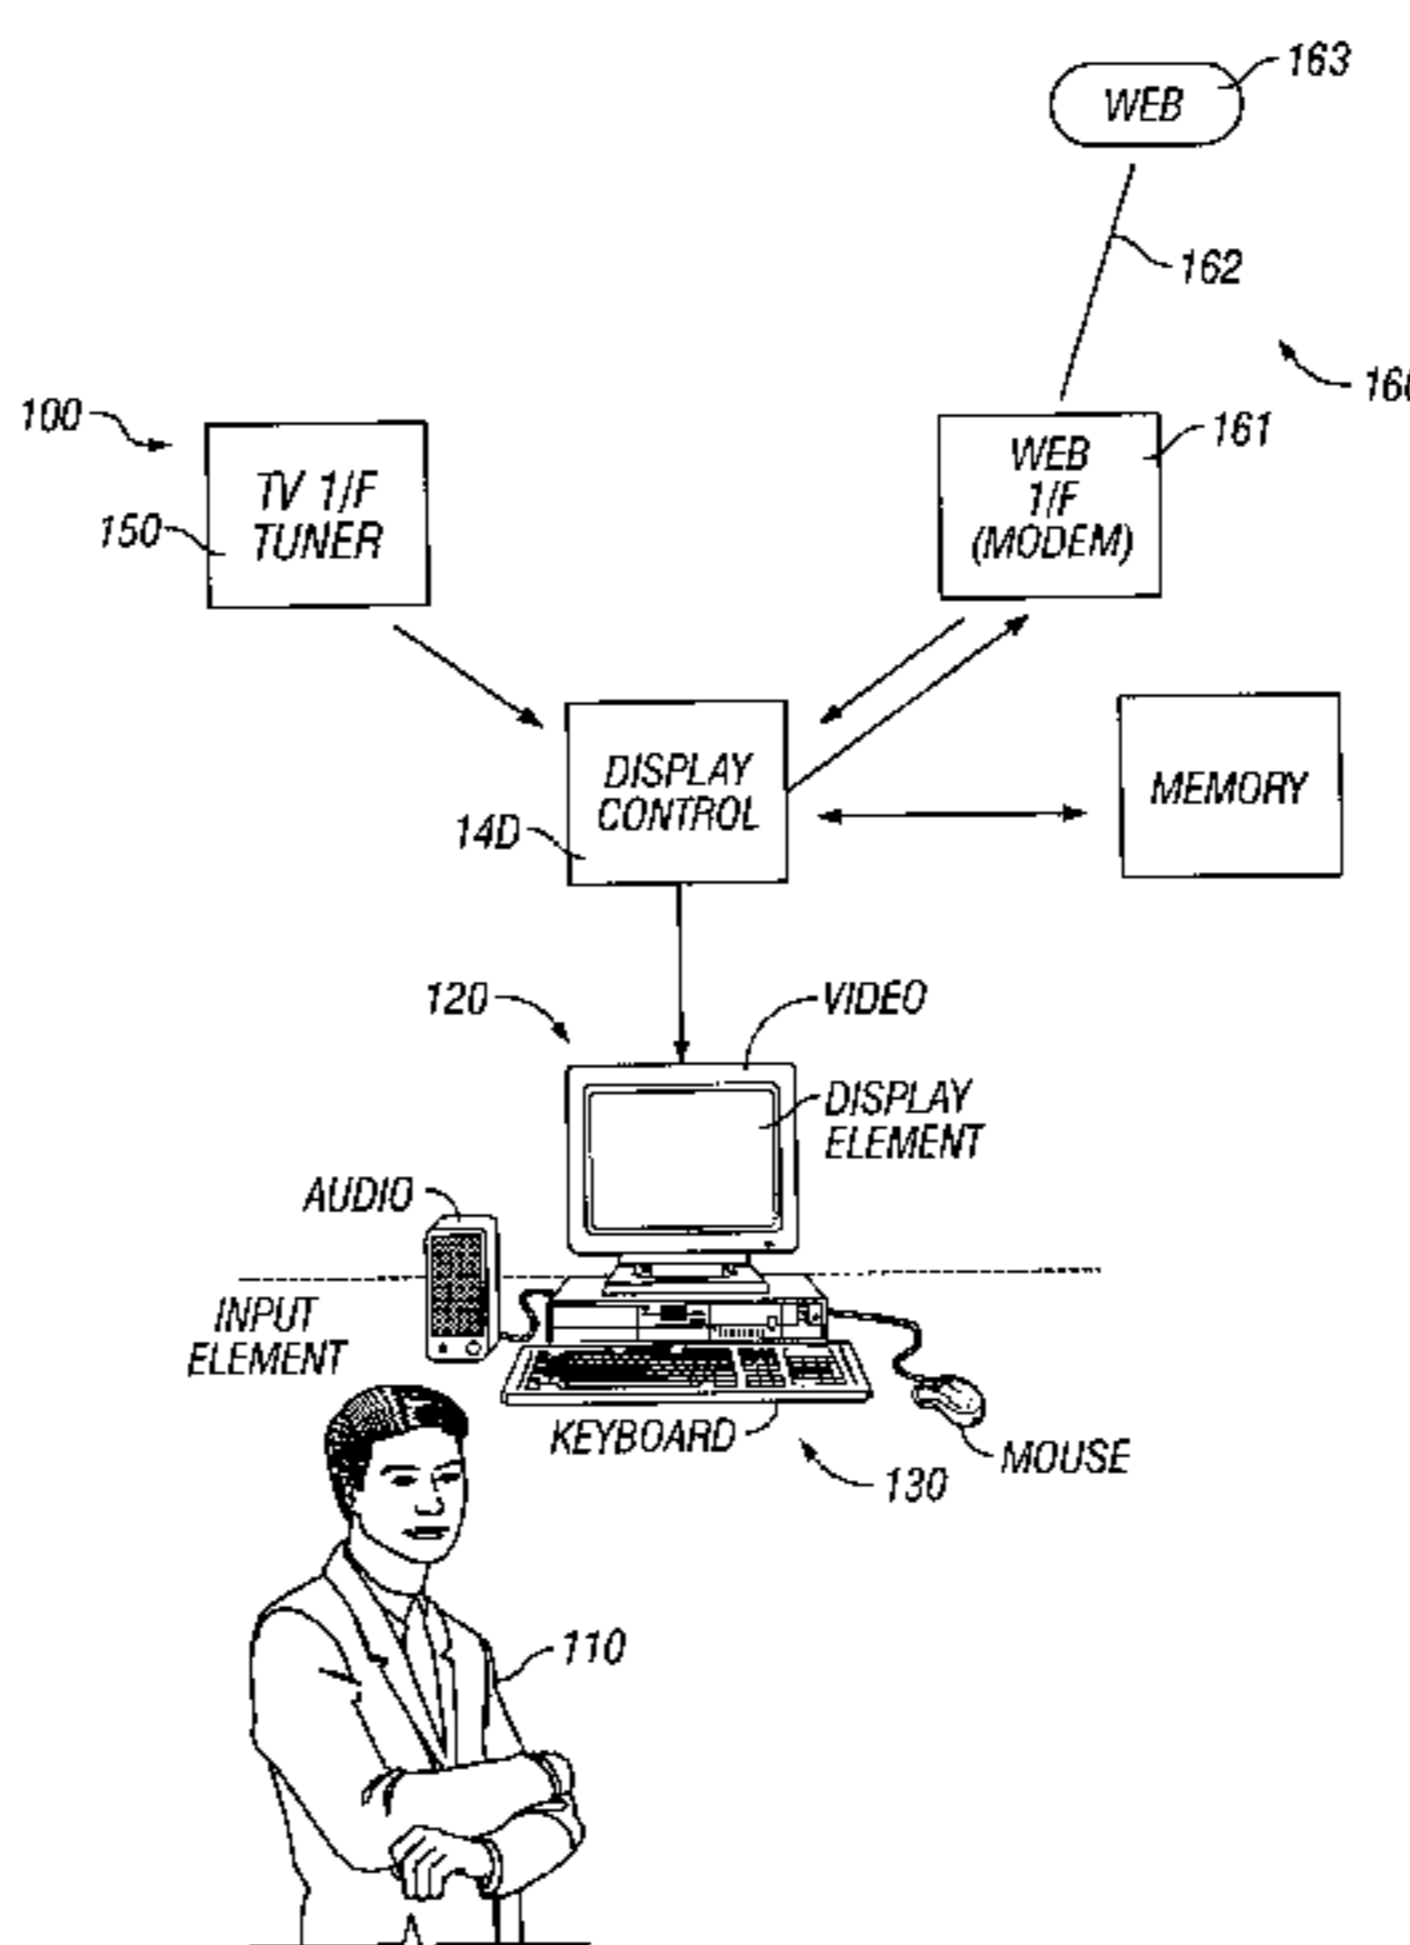 163
WEB
162
160
100
TV 1/F
TUNER
150
161
WEB
1/F
(MODEM)
DISPLAY
CONTROL
14D
MEMORY
120
VIDEO
DISPLAY
ELEMENT
AUDIO
INPUT
ELEMENT
KEYBOARD
MOUSE
130
110